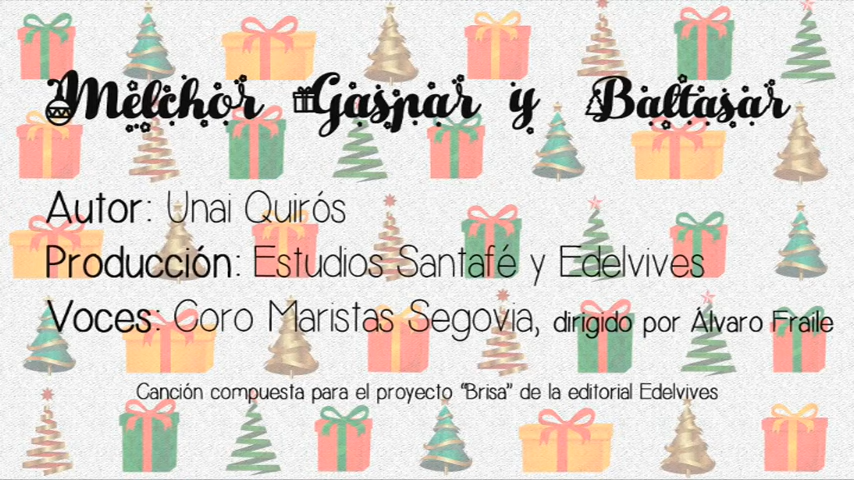 Melchor Gaspar y Baltasar
Autor: Unai Quirós
Producción: Estudios Santafé y Edelvives
Voces: Coro Maristas Segovia, dirigido por Álvaro Fraile
Canción compuesta para el proyecto “Brisa” de la editorial Edelvives